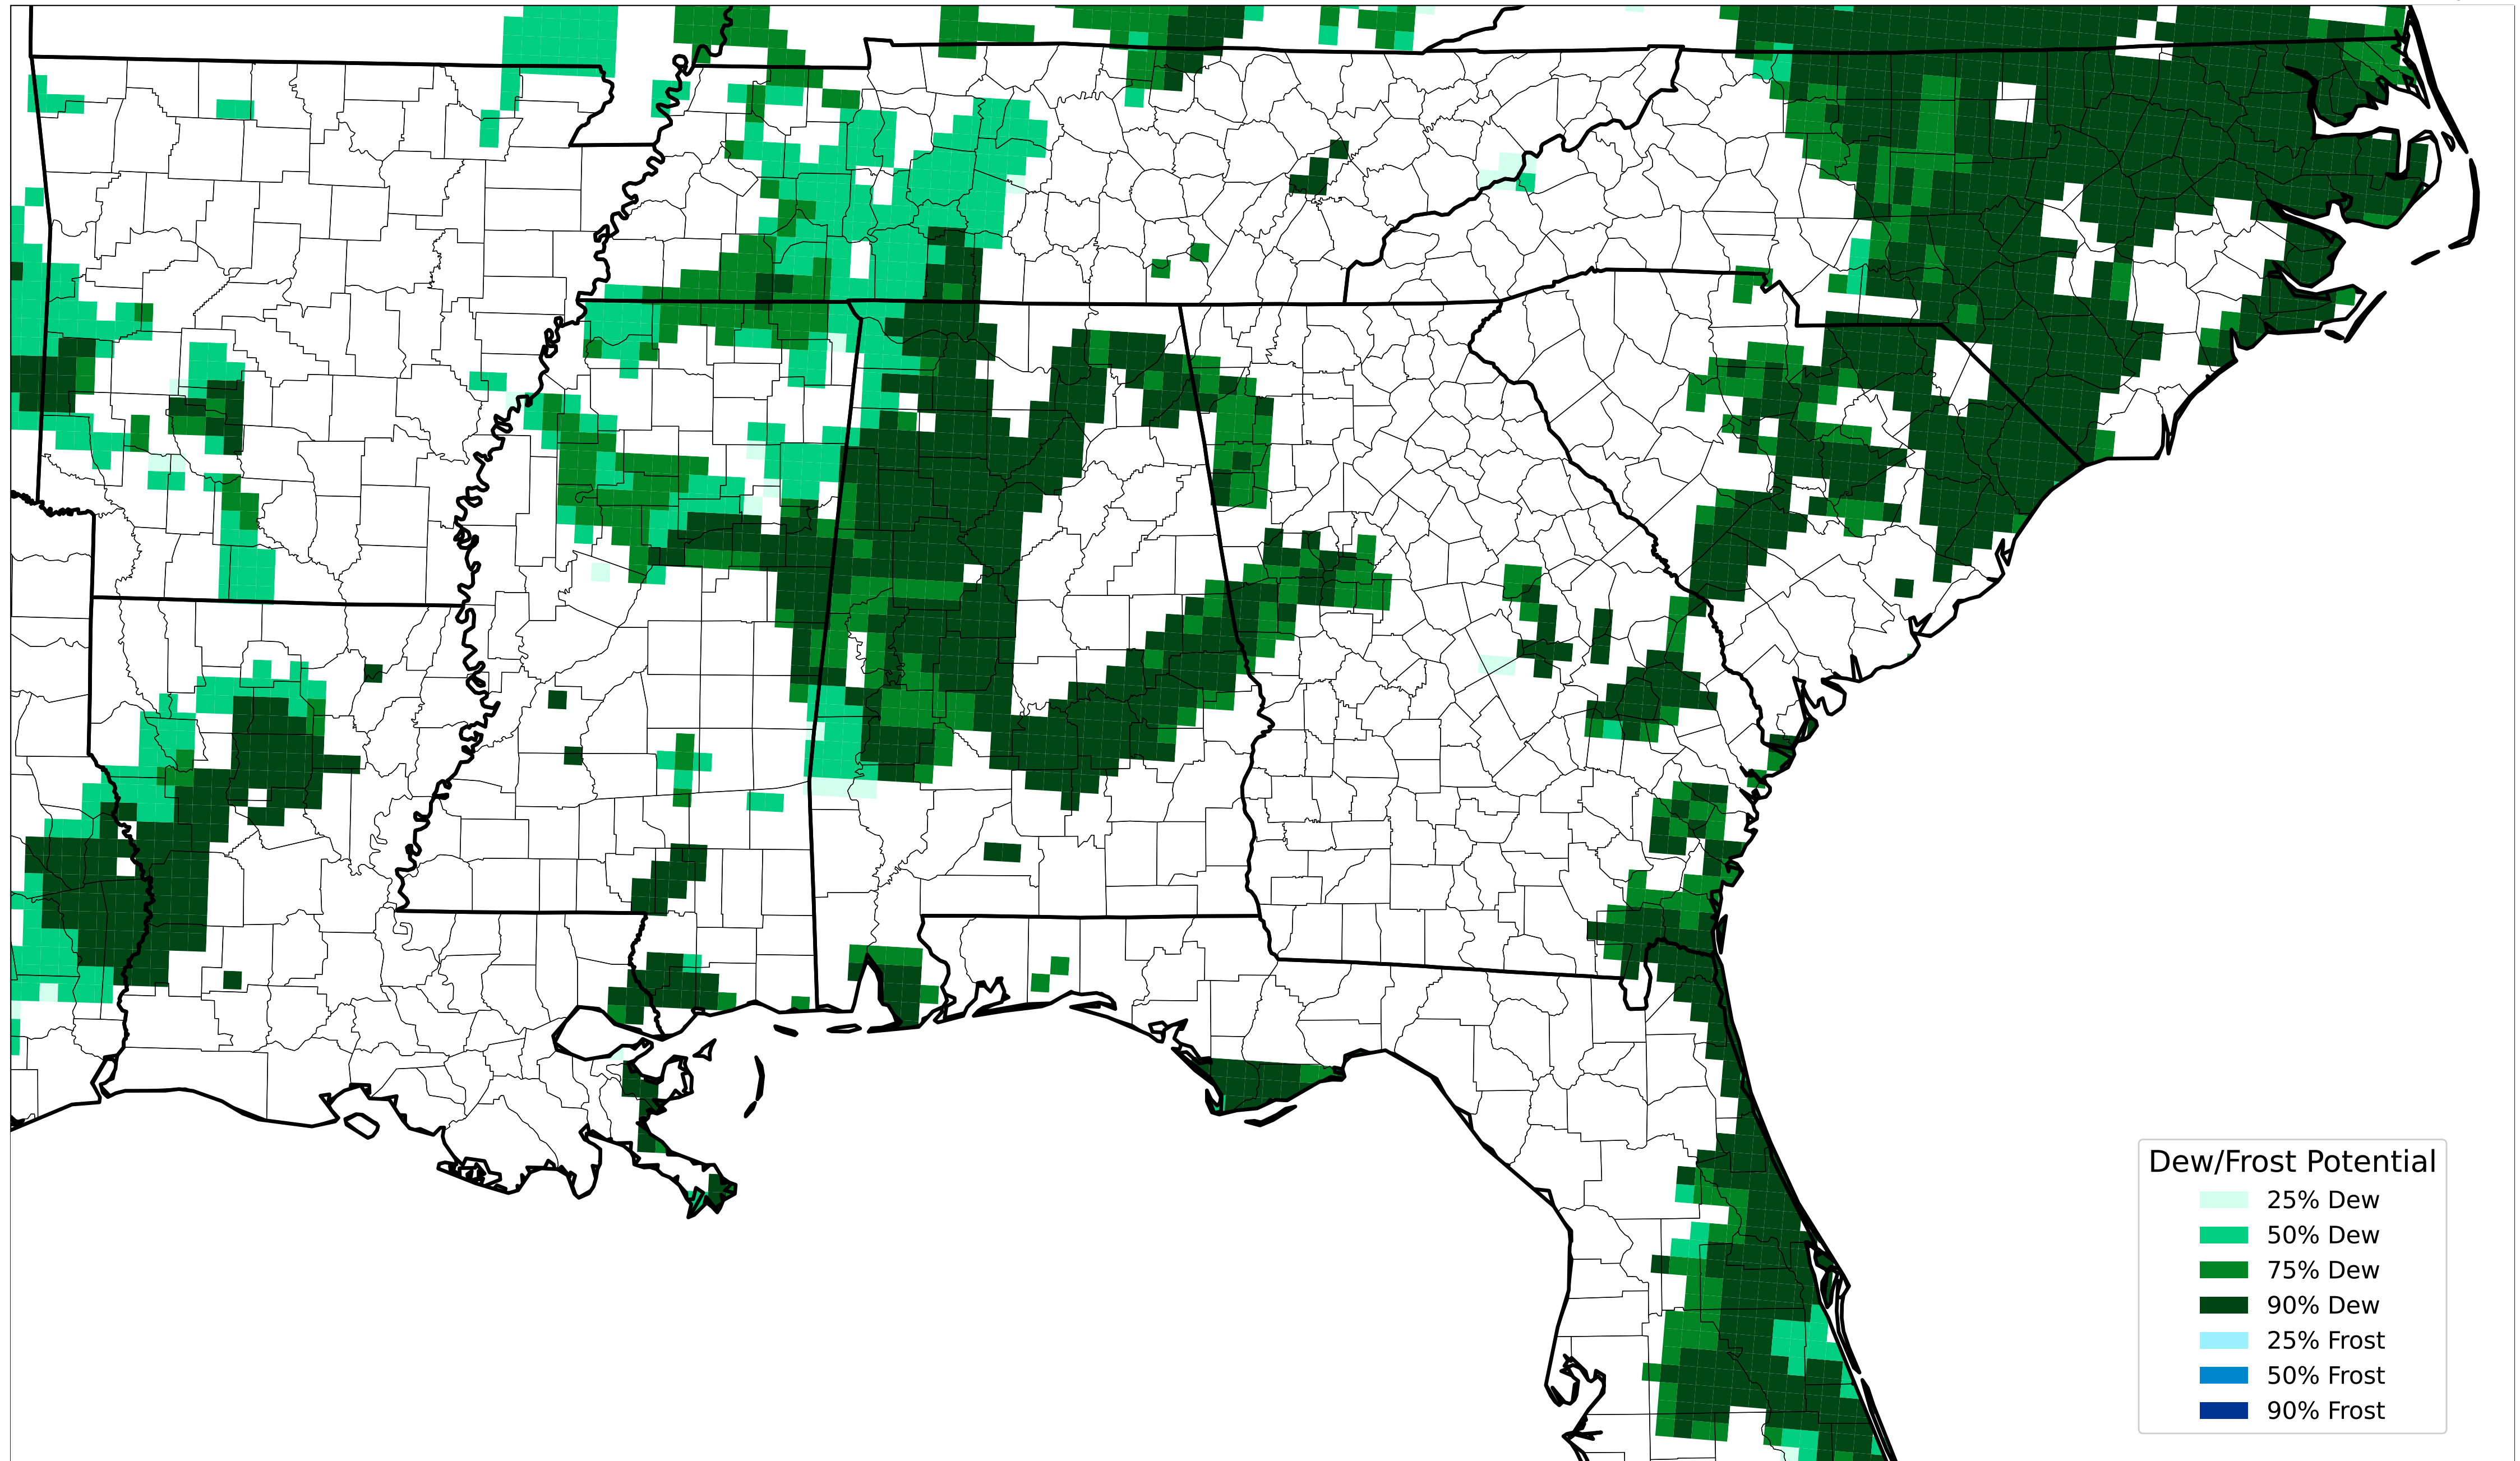 Dew/Frost Potential
25% Dew
50% Dew
75% Dew
90% Dew
25% Frost
50% Frost
90% Frost